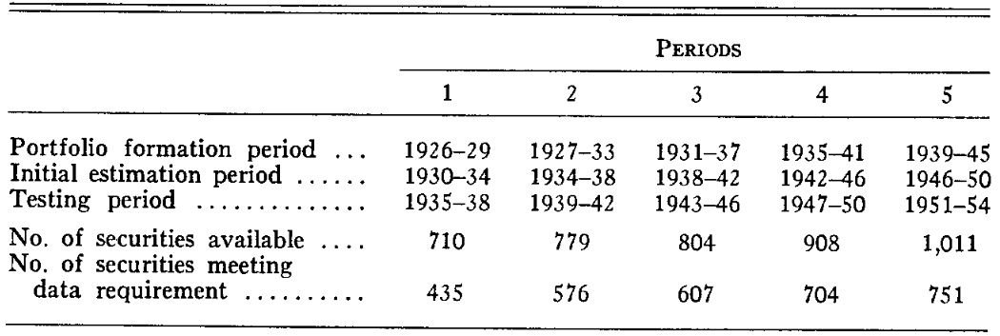 PERIODS
1 2 3 4 5
Portfolio formation period ... 1926–29 1927–33 1931–37 1935–41 1939–45
Initial estimation period ...... 1930–34 1934–38 1938–42 1942–46 1946–50
Testing period ............... 1935–38 1939–42 1943–46 1947–50 1951–54
No. of securities available .... 710 779 804 908 1,011
No. of securities meeting
data requirement .......... 435 576 607 704 751